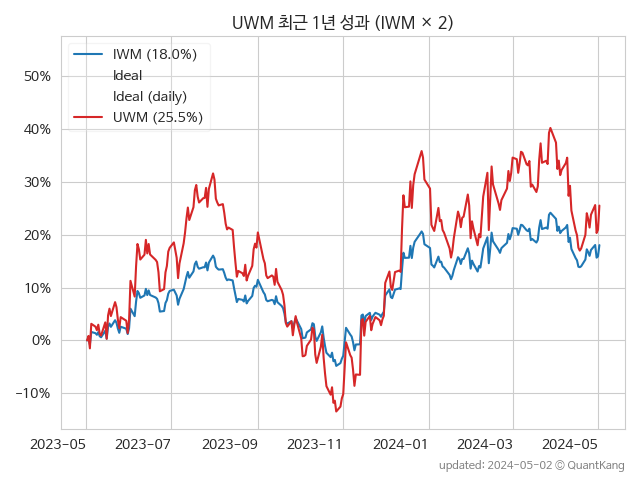 UWM 최근 1년 성과 (IWM × 2)
IWM (18.0%)
Ideal
Ideal (daily)
UWM (25.5%)
50%
40%
30%
20%
10%
0%
−10%
2023−05 2023−07 2023−09 2023−11 2024−01 2024−03 2024−05
updated: 2024−05−02 © QuantKang